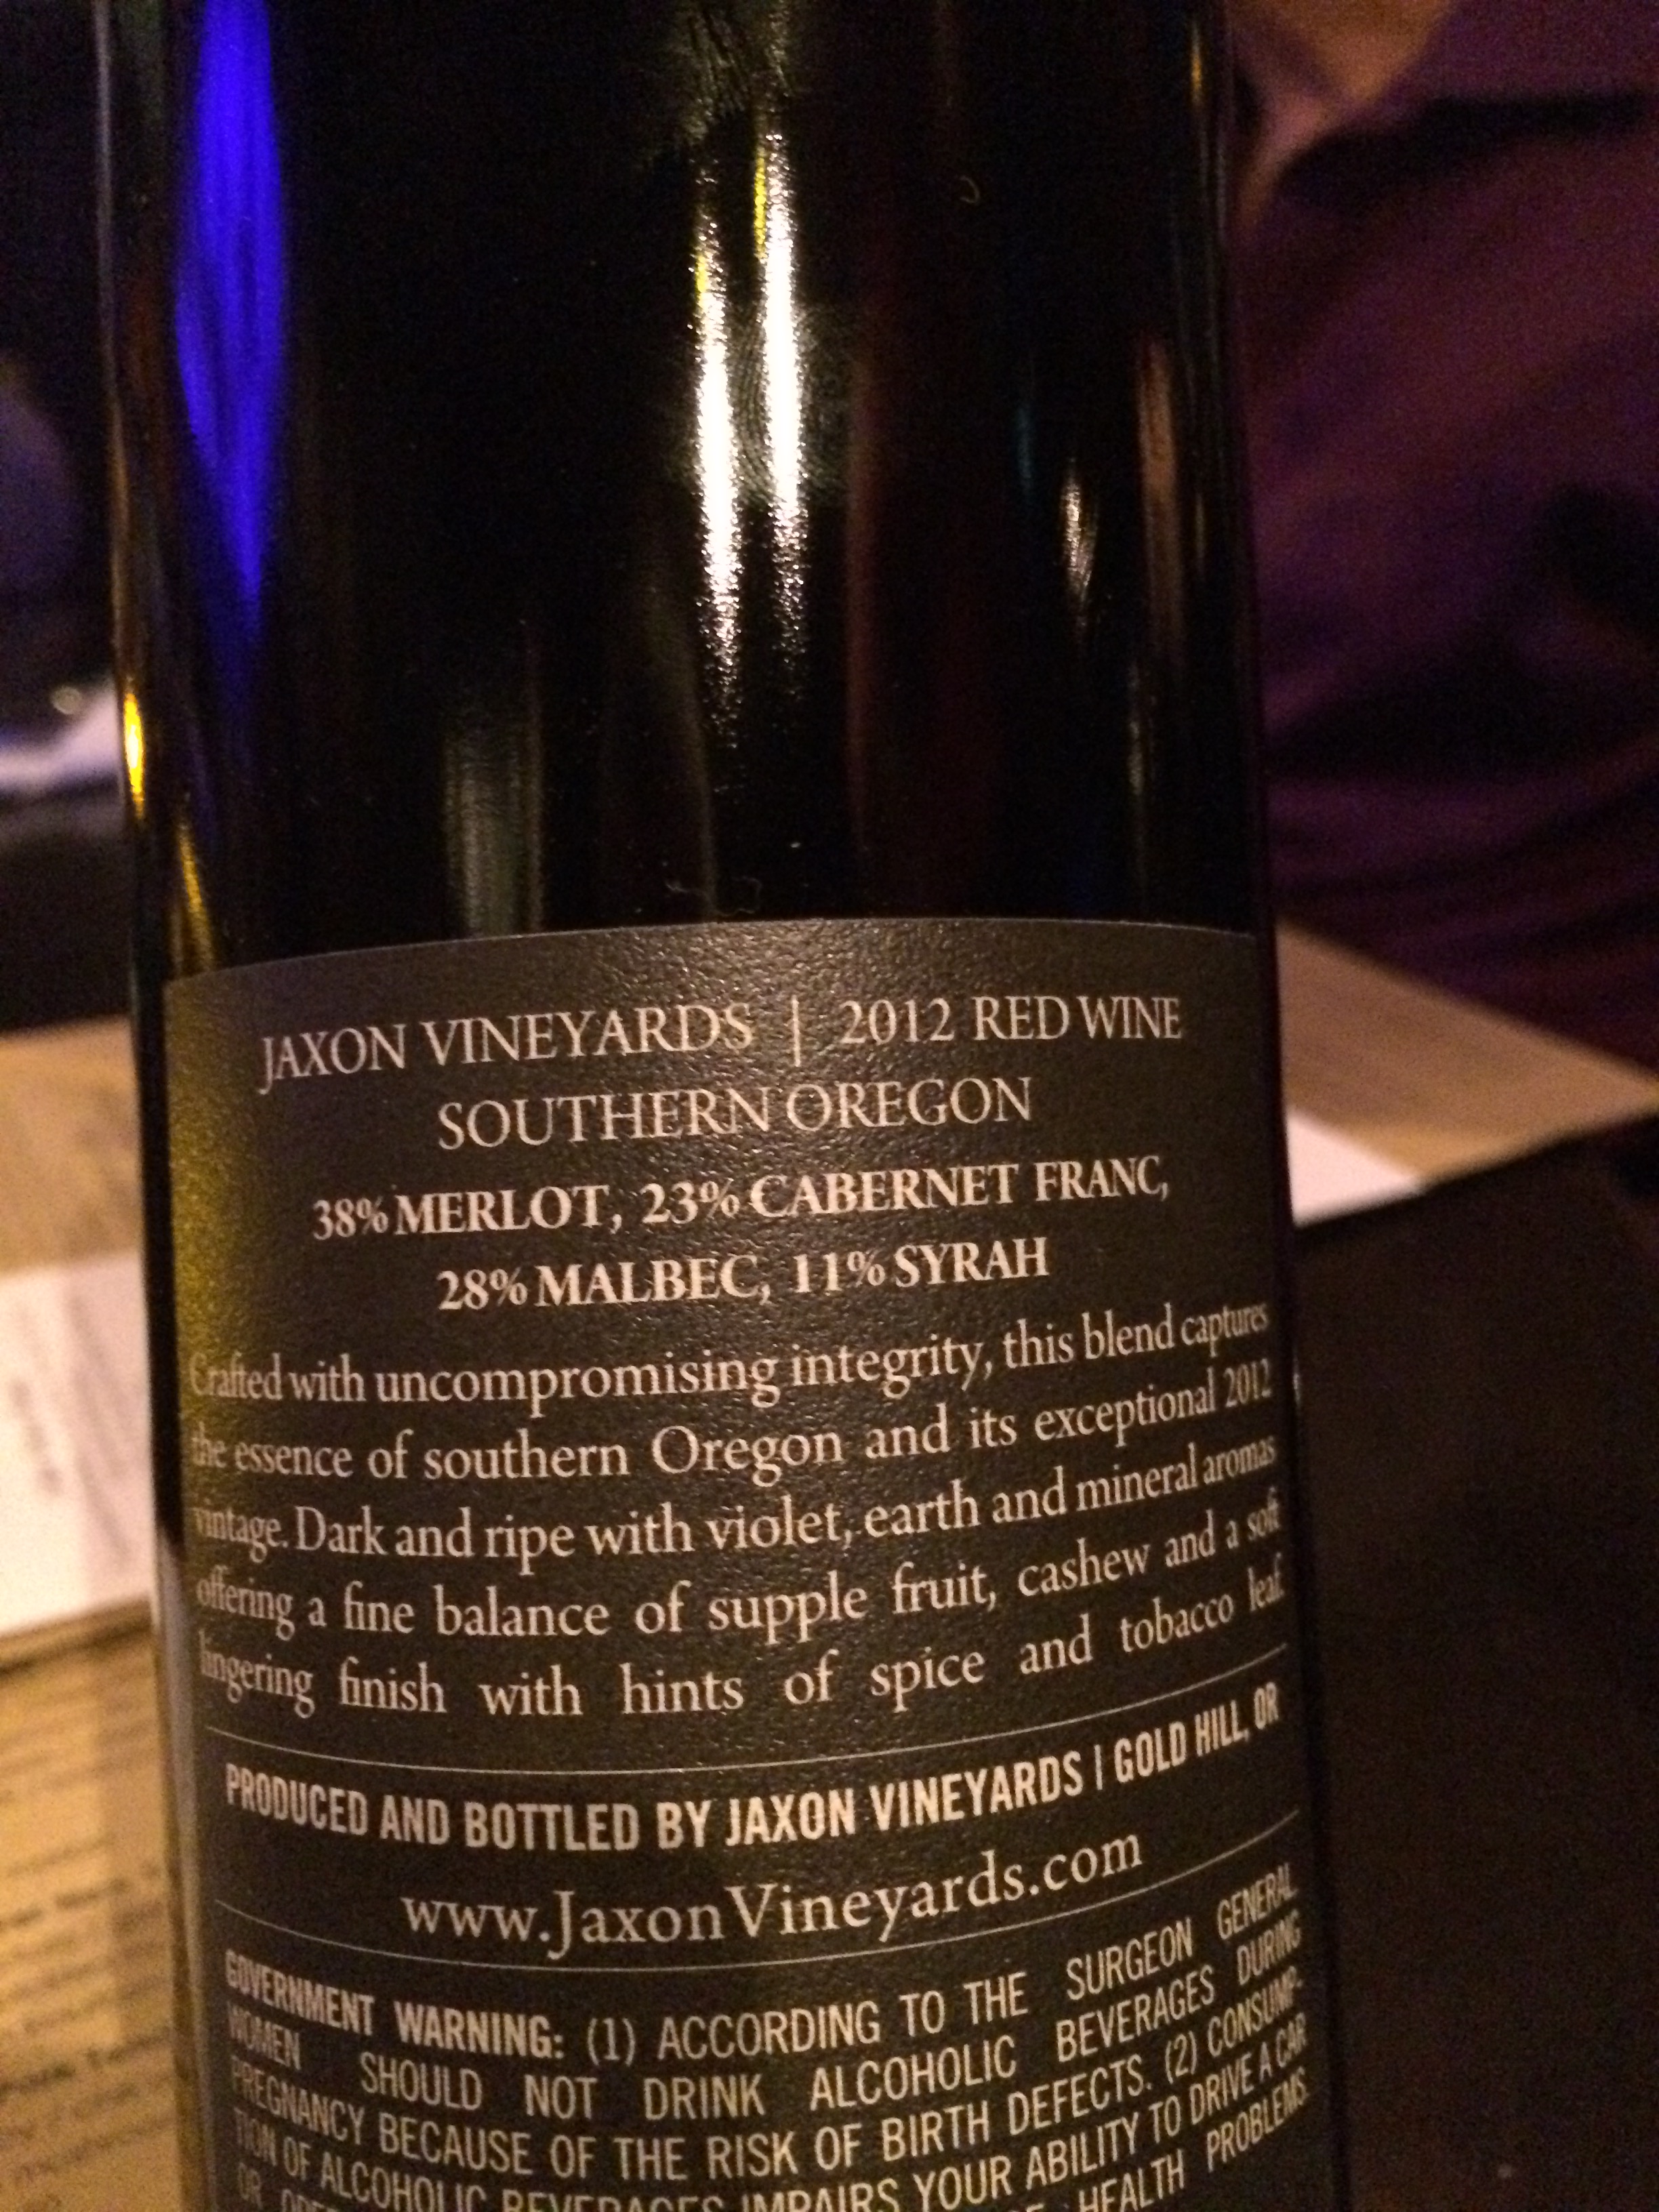 JAXON VINEYARDS | 2012 RED WINE
SOUTHERN OREGON
38% MERLOT, 23% CABERNET FRANC,
28% MALBEC, 11% SYRAH
Crafted with uncompromising integrity, this blend captures
the essence of southern Oregon and its exceptional 2012
vintage. Dark and ripe with violet, earth and mineral aromas
offering a fine balance of supple fruit, cashew and a soft
lingering finish with hints of spice and tobacco leaf.
PRODUCED AND BOTTLED BY JAXON VINEYARDS | GOLD HILL, OR
www.JaxonVineyards.com
GOVERNMENT WARNING: (1) ACCORDING TO THE SURGEON GENERAL
WOMEN SHOULD NOT DRINK ALCOHOLIC BEVERAGES DURING
PREGNANCY BECAUSE OF THE RISK OF BIRTH DEFECTS. (2) CONSUMP-
TION OF ALCOHOLIC BEVERAGES IMPAIRS YOUR ABILITY TO DRIVE A CAR
OR HEALTH PROBLEMS.